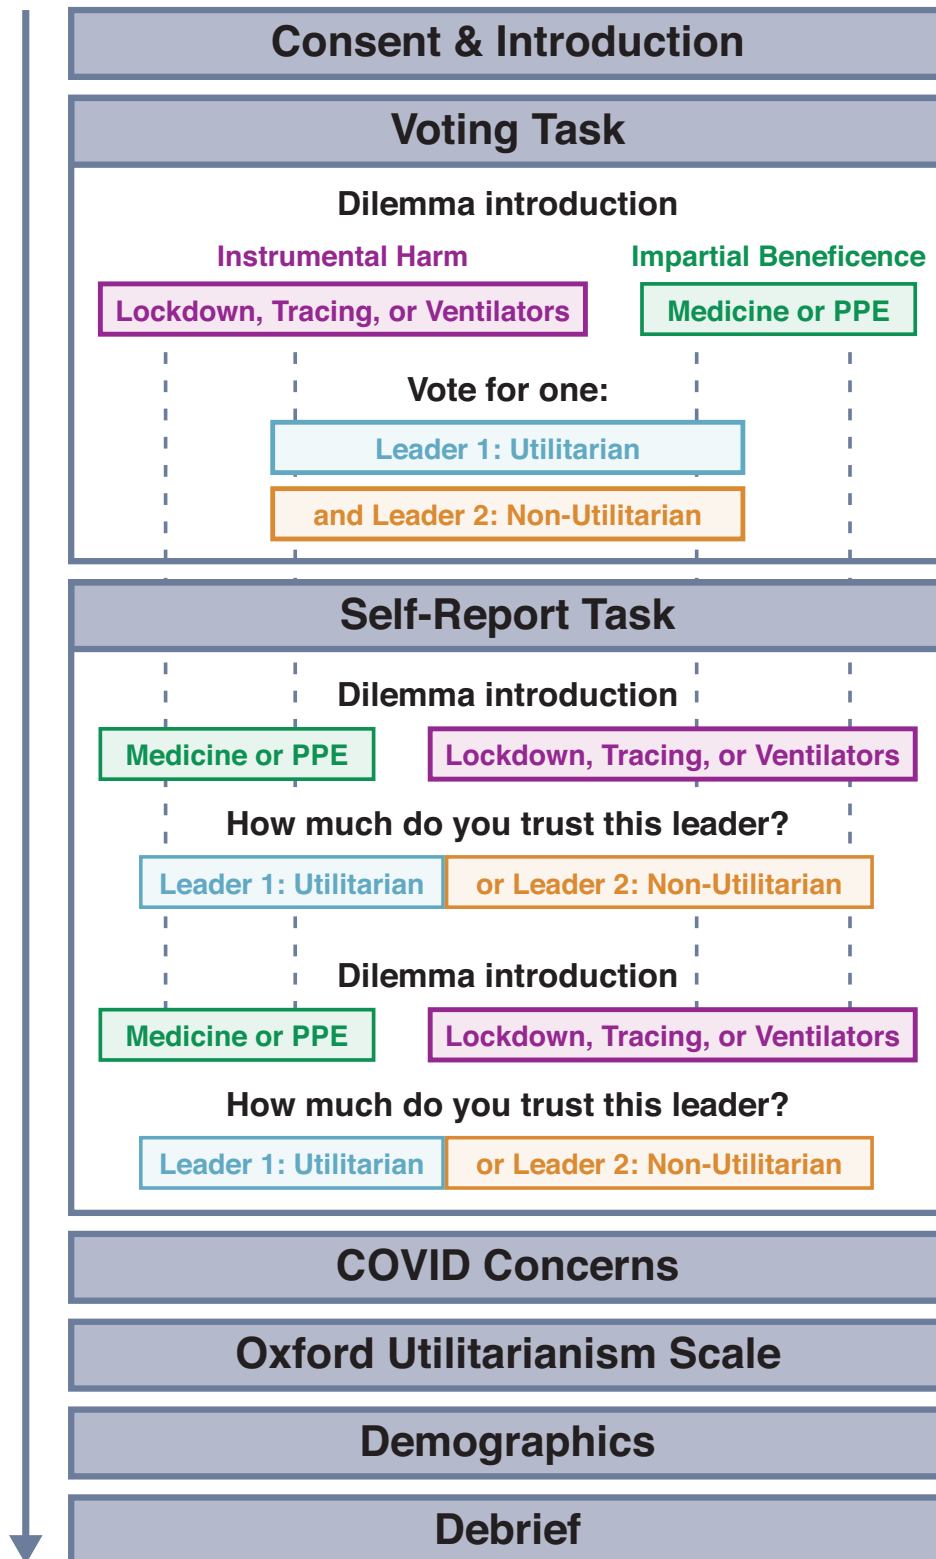 Consent & Introduction
Voting Task
Dilemma introduction
Instrumental Harm
Impartial Beneficence
Lockdown, Tracing, or Ventilators
Medicine or PPE
Vote for one:
Leader 1: Utilitarian
and Leader 2: Non-Utilitarian
Self-Report Task
Dilemma introduction
Medicine or PPE
Lockdown, Tracing, or Ventilators
How much do you trust this leader?
Leader 1: Utilitarian
or Leader 2: Non-Utilitarian
Dilemma introduction
Medicine or PPE
Lockdown, Tracing, or Ventilators
How much do you trust this leader?
Leader 1: Utilitarian
or Leader 2: Non-Utilitarian
COVID Concerns
Oxford Utilitarianism Scale
Demographics
Debrief